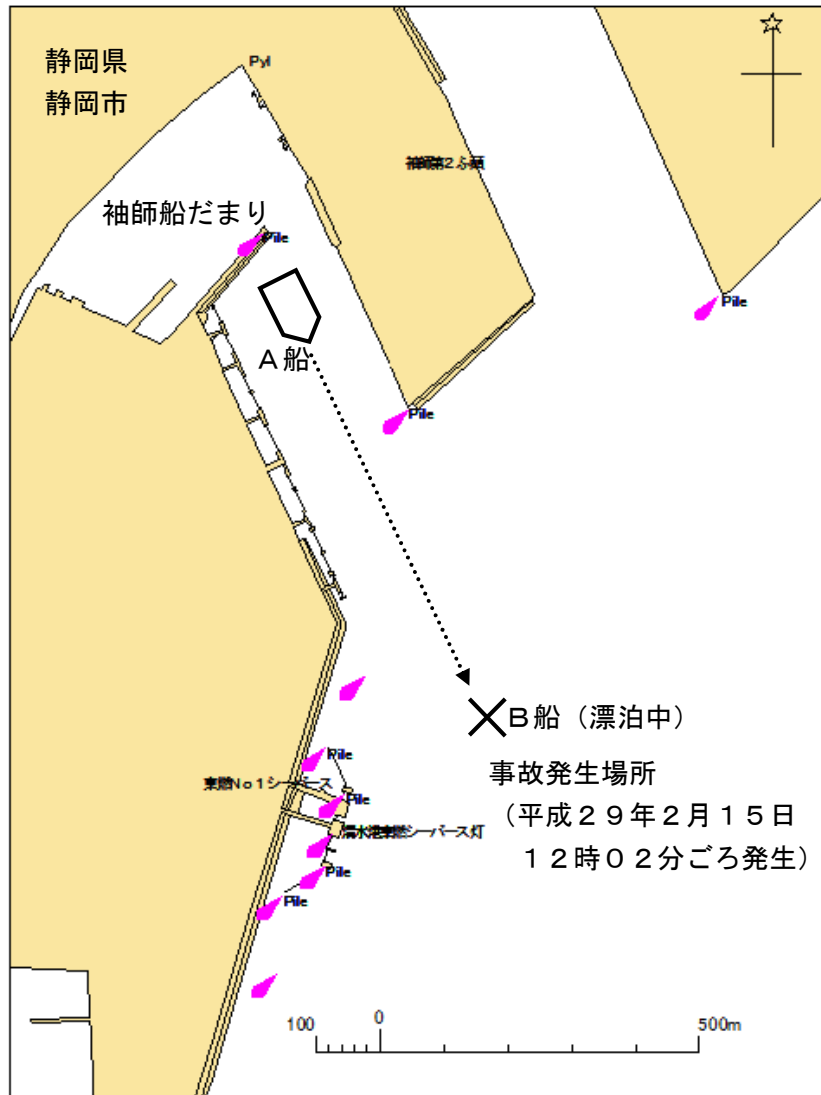 静岡県
静岡市
Pyl
袖師第2ふ頭
袖師船だまり
Pile
Pile
A船
Pile
B船（漂泊中）
事故発生場所
（平成２９年２月１５日
１２時０２分ごろ発生）
Pile
東燃No1シーバース
Pile
清水港東燃シーバース灯
Pile
Pile
100
0
500m